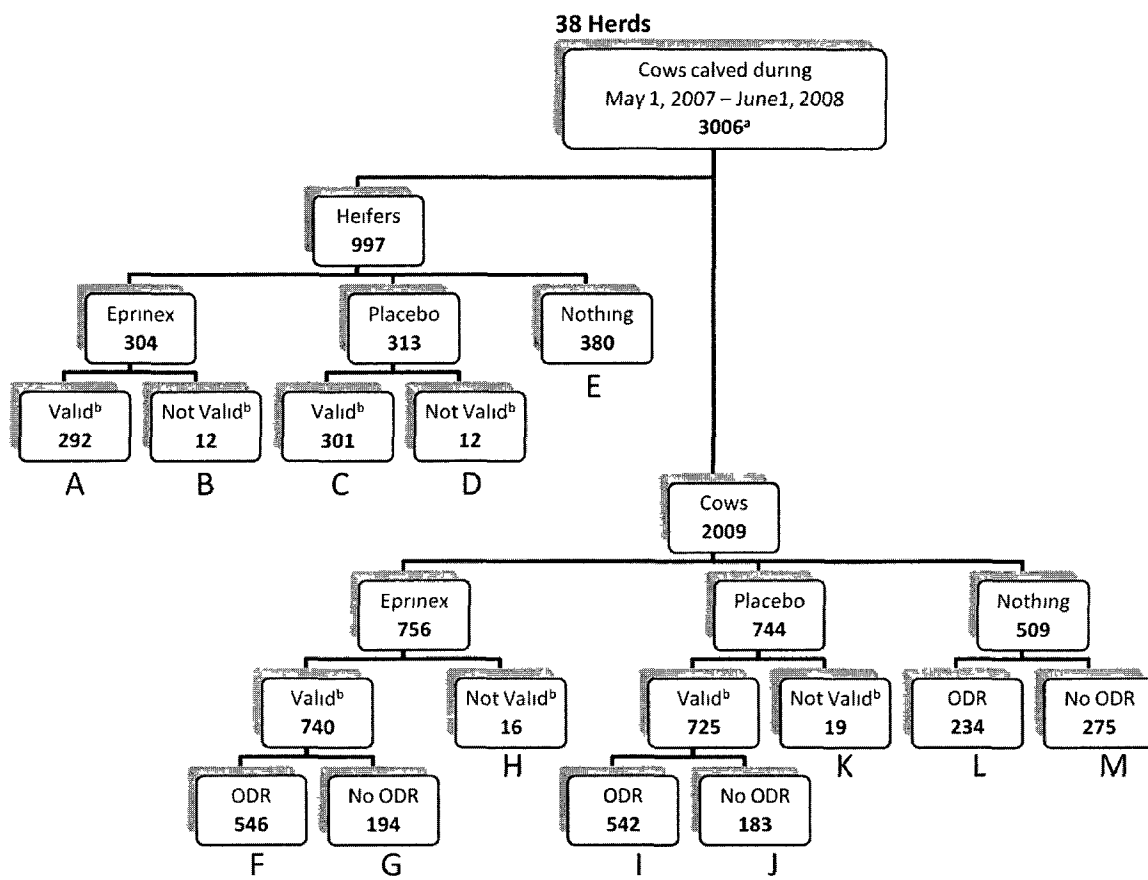 38 Herds
Cows calved during
May 1, 2007 – June1, 2008
3006ᵃ
Heifers
997
Eprinex
304
Placebo
313
Nothing
380
E
Validᵇ
292
Not Validᵇ
12
Validᵇ
301
Not Validᵇ
12
A
B
C
D
Cows
2009
Eprinex
756
Placebo
744
Nothing
509
Validᵇ
740
Not Validᵇ
16
Validᵇ
725
Not Validᵇ
19
ODR
234
No ODR
275
H
K
L
M
ODR
546
No ODR
194
ODR
542
No ODR
183
F
G
I
J